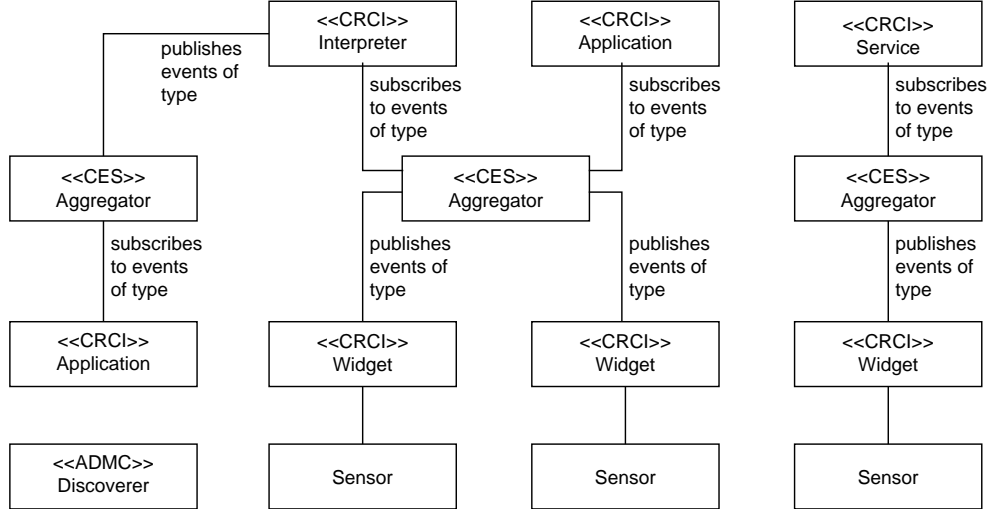 <<CRCI>>
Interpreter
<<CRCI>>
Application
<<CRCI>>
Service
publishes
events of
type
subscribes
to events
of type
subscribes
to events
of type
subscribes
to events
of type
<<CES>>
Aggregator
<<CES>>
Aggregator
<<CES>>
Aggregator
subscribes
to events
of type
publishes
events of
type
publishes
events of
type
publishes
events of
type
<<CRCI>>
Application
<<CRCI>>
Widget
<<CRCI>>
Widget
<<CRCI>>
Widget
<<ADMC>>
Discoverer
Sensor
Sensor
Sensor